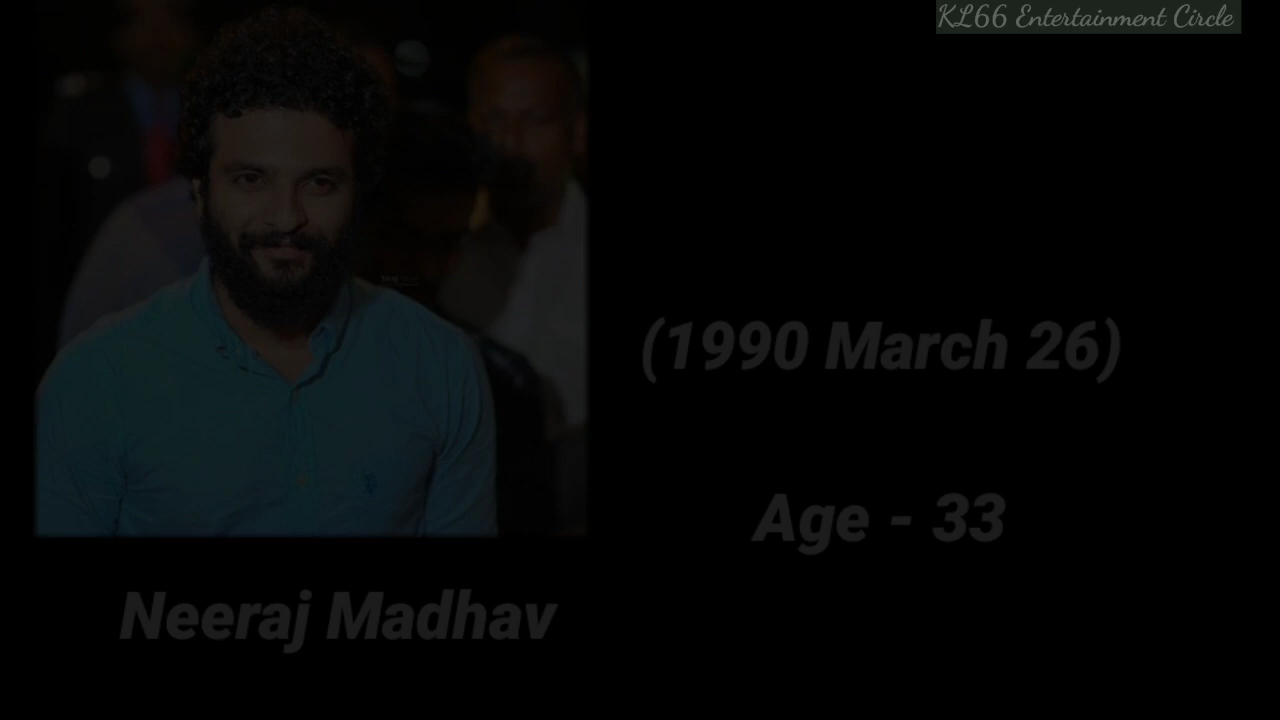 KL66 Entertainment Circle
(1990 March 26)
Age - 33
Neeraj Madhav